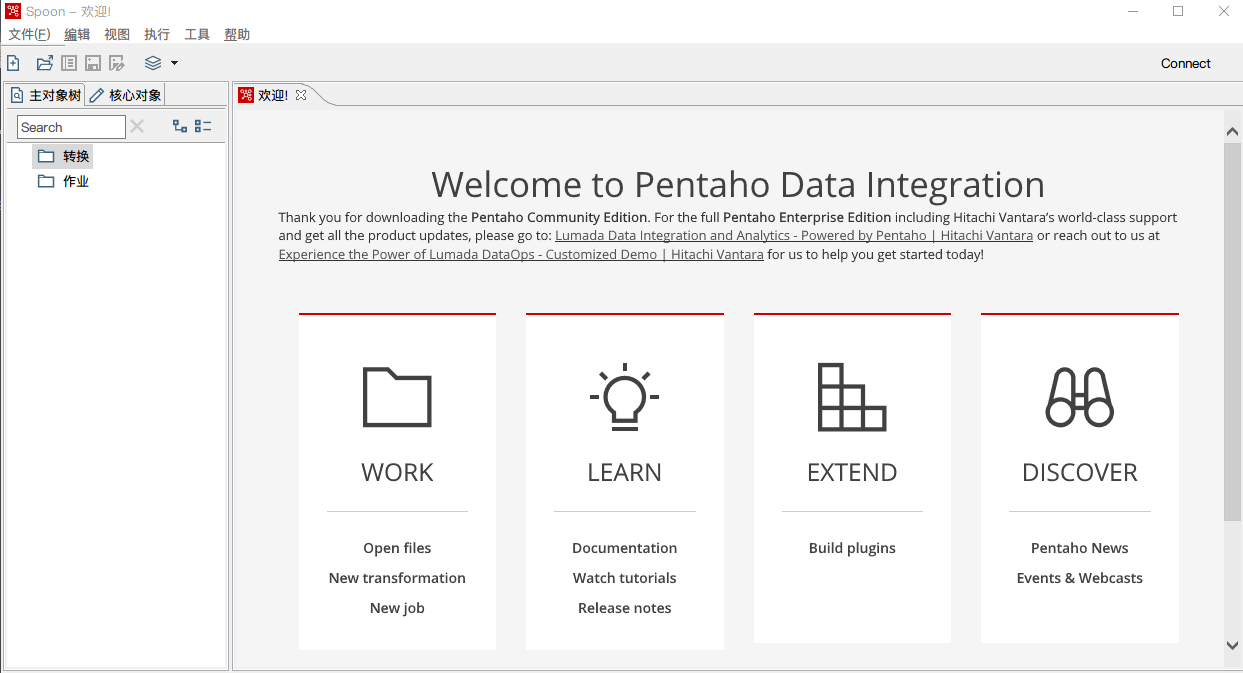 Spoon - 欢迎!
文件(F) 编辑 视图 执行 工具 帮助
Connect
主对象树 核心对象
欢迎!
Search
转换
作业
Welcome to Pentaho Data Integration
Thank you for downloading the Pentaho Community Edition. For the full Pentaho Enterprise Edition including Hitachi Vantara’s world-class support
and get all the product updates, please go to: Lumada Data Integration and Analytics - Powered by Pentaho | Hitachi Vantara or reach out to us at
Experience the Power of Lumada DataOps - Customized Demo | Hitachi Vantara for us to help you get started today!
WORK
Open files
New transformation
New job
LEARN
Documentation
Watch tutorials
Release notes
EXTEND
Build plugins
DISCOVER
Pentaho News
Events & Webcasts